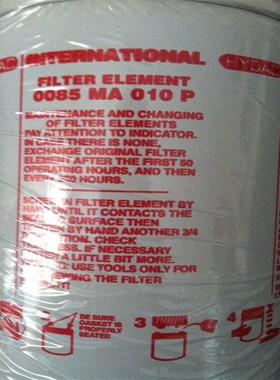 INTERNATIONAL HYDA
FILTER ELEMENT
0085 MA 010 P
MAINTENANCE AND CHANGING
OF FILTER ELEMENTS
PAY ATTENTION TO INDICATOR.
IN CASE THERE IS NONE,
EXCHANGE ORIGINAL FILTER
ELEMENT AFTER THE FIRST 50
OPERATING HOURS, AND THEN
HOURS.
ON FILTER ELEMENT BY
UNTIL IT CONTACTS THE
SURFACE THEN
BY HAND ANOTHER 3/4
CHECK
IF NECESSARY
A LITTLE BIT MORE.
USE TOOLS ONLY FOR
THE FILTER
2 BE SURE
GASKET IS
PROPERLY
SEATED
3
4